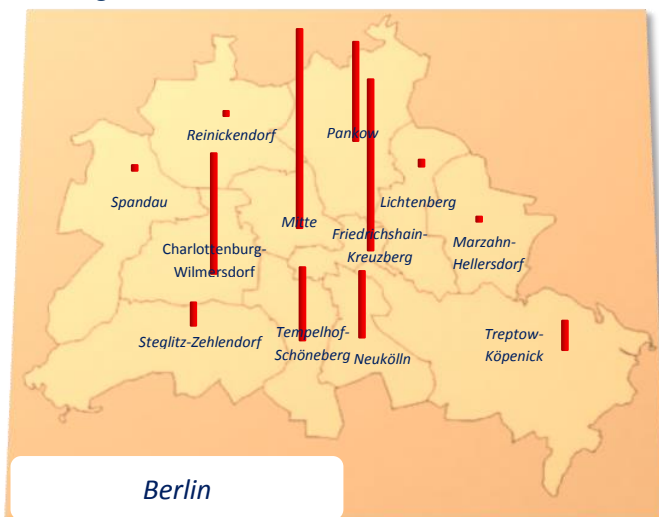 Reinickendorf
Pankow
Spandau
Lichtenberg
Mitte
Friedrichshain-
Kreuzberg
Marzahn-
Hellersdorf
Charlottenburg-
Wilmersdorf
Steglitz-Zehlendorf
Tempelhof-
Schöneberg
Neukölln
Treptow-
Köpenick
Berlin